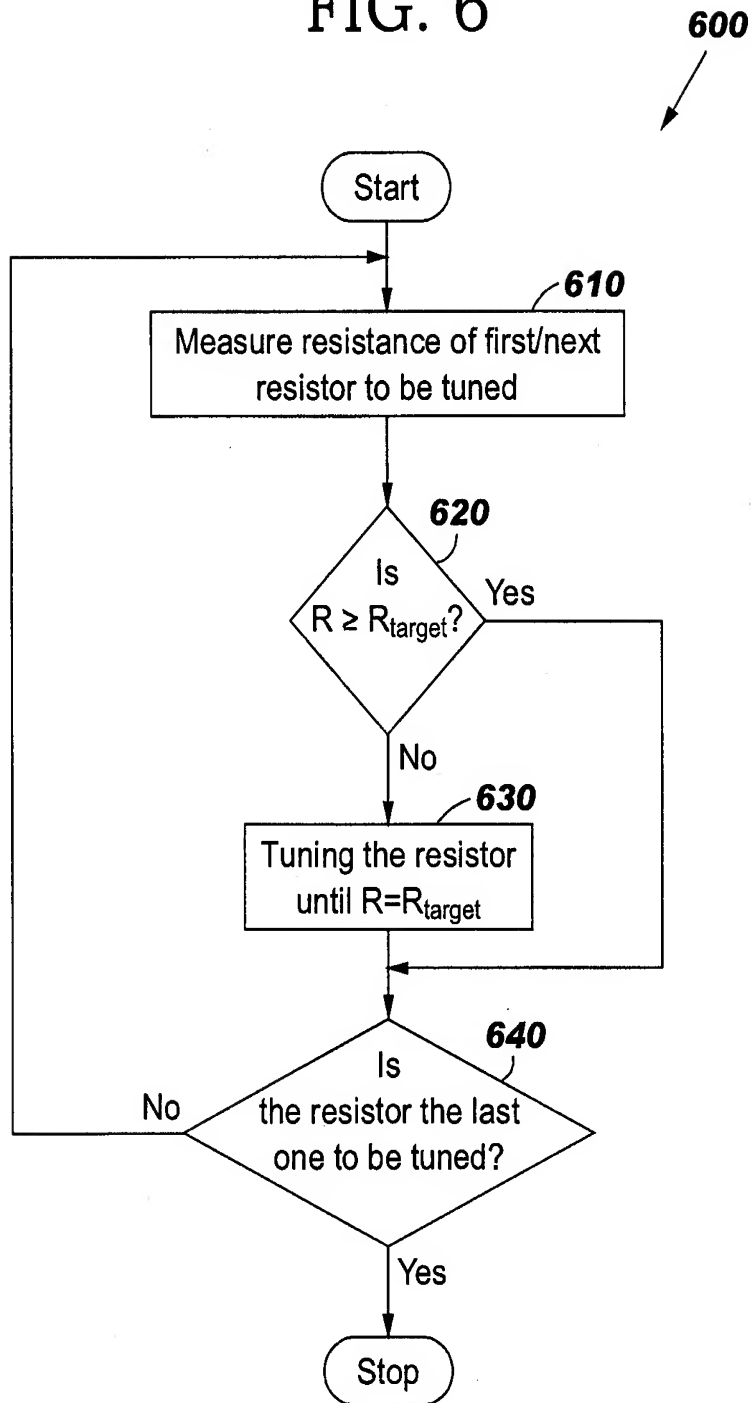 FIG. 6
600
Start
610
Measure resistance of first/next
resistor to be tuned
620
Is
R ≥ Rtarget?
Yes
No
630
Tuning the resistor
until R=Rtarget
640
Is
the resistor the last
one to be tuned?
No
Yes
Stop